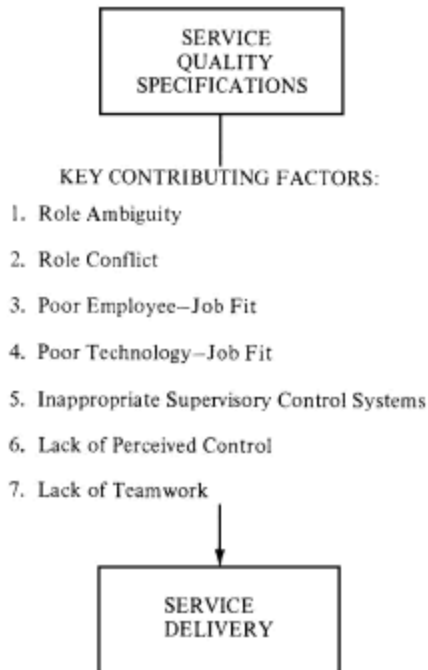 SERVICE
QUALITY
SPECIFICATIONS
KEY CONTRIBUTING FACTORS:
1. Role Ambiguity
2. Role Conflict
3. Poor Employee–Job Fit
4. Poor Technology–Job Fit
5. Inappropriate Supervisory Control Systems
6. Lack of Perceived Control
7. Lack of Teamwork
SERVICE
DELIVERY